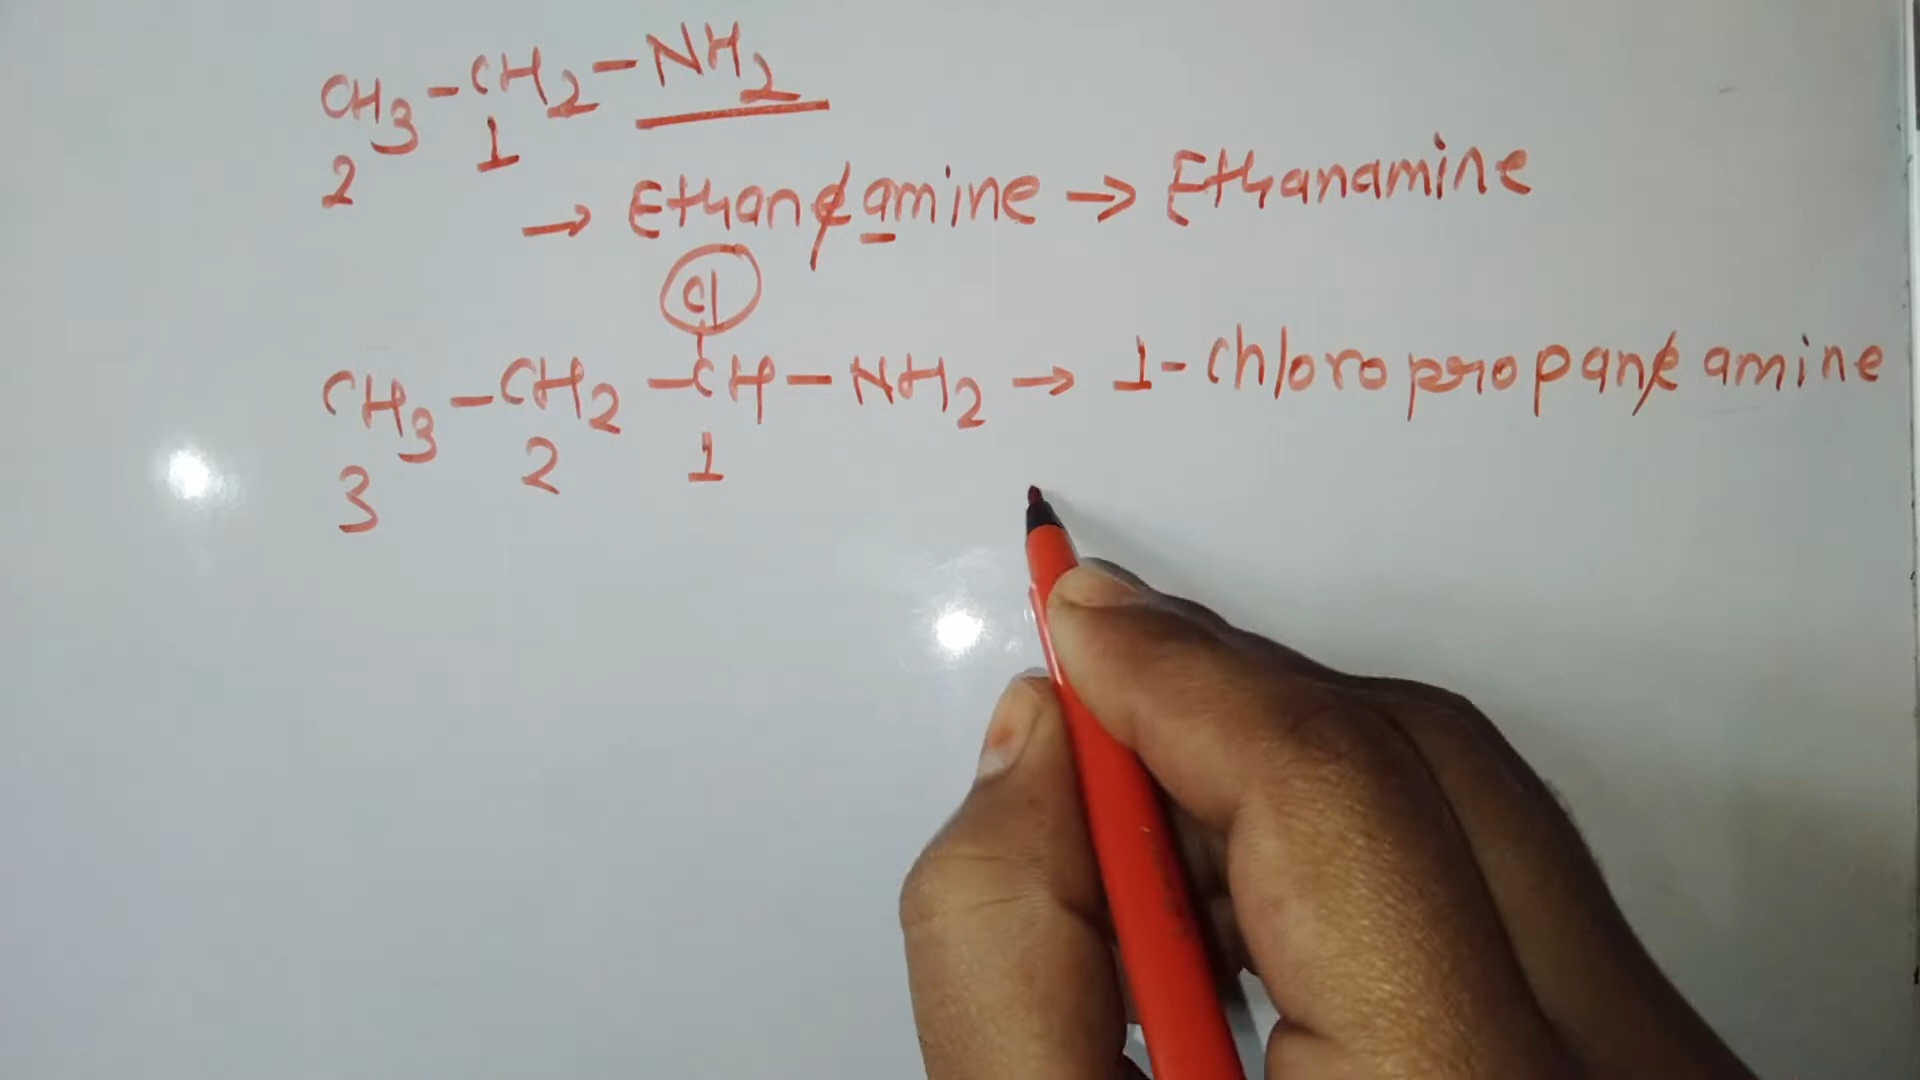 CH3-CH2-NH2
2 1
→ Ethaneamine → Ethanamine
Cl
CH3-CH2-CH-NH2 → 1-Chloropropaneamine
3 2 1